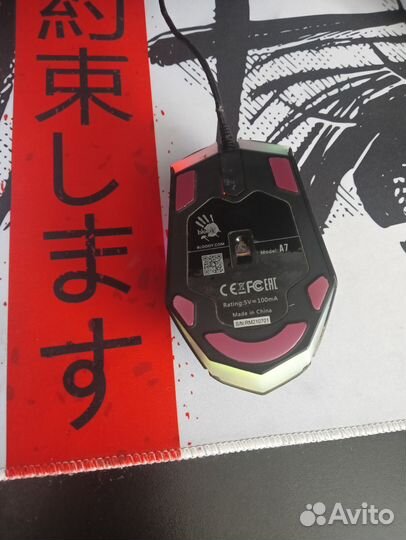 約束します
bloody
BLOODY.COM
Model: A7
CE FC EAC
Rating:5V⎓100mA
Made in China
S/N:RM210701
Avito